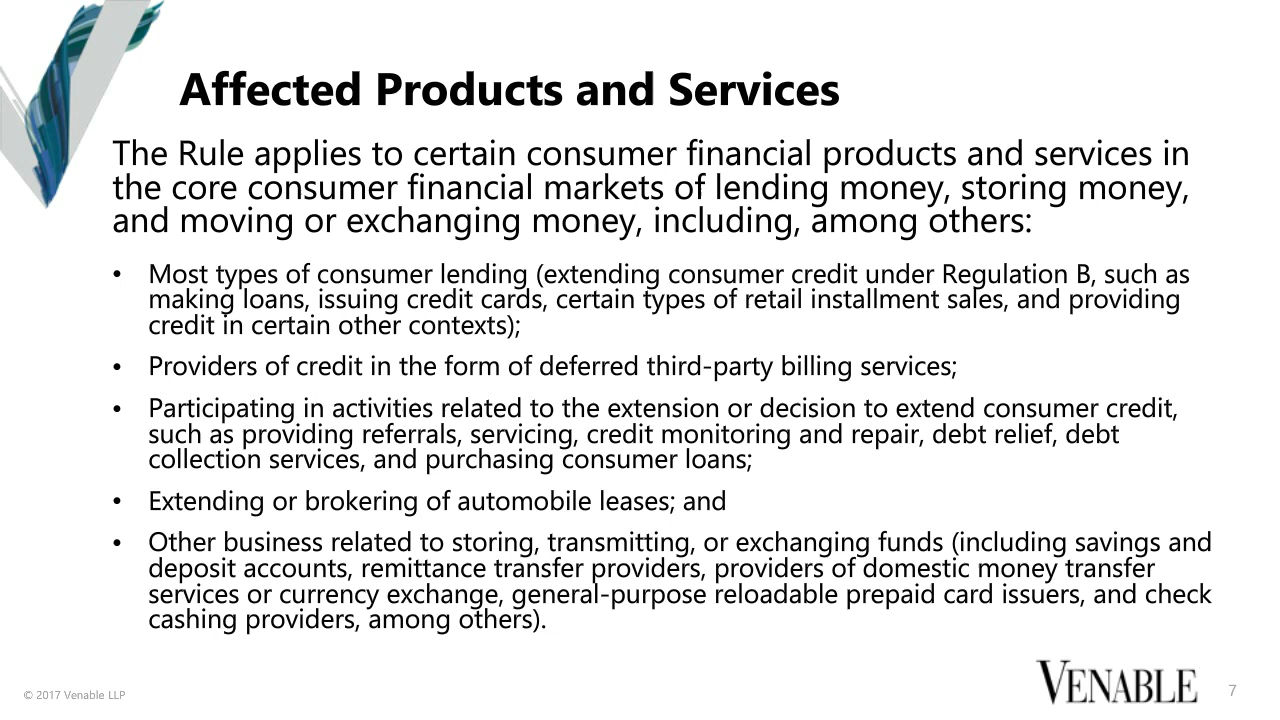 Affected Products and Services
The Rule applies to certain consumer financial products and services in
the core consumer financial markets of lending money, storing money,
and moving or exchanging money, including, among others:
• Most types of consumer lending (extending consumer credit under Regulation B, such as
making loans, issuing credit cards, certain types of retail installment sales, and providing
credit in certain other contexts);
• Providers of credit in the form of deferred third-party billing services;
• Participating in activities related to the extension or decision to extend consumer credit,
such as providing referrals, servicing, credit monitoring and repair, debt relief, debt
collection services, and purchasing consumer loans;
• Extending or brokering of automobile leases; and
• Other business related to storing, transmitting, or exchanging funds (including savings and
deposit accounts, remittance transfer providers, providers of domestic money transfer
services or currency exchange, general-purpose reloadable prepaid card issuers, and check
cashing providers, among others).
© 2017 Venable LLP
VENABLE
7